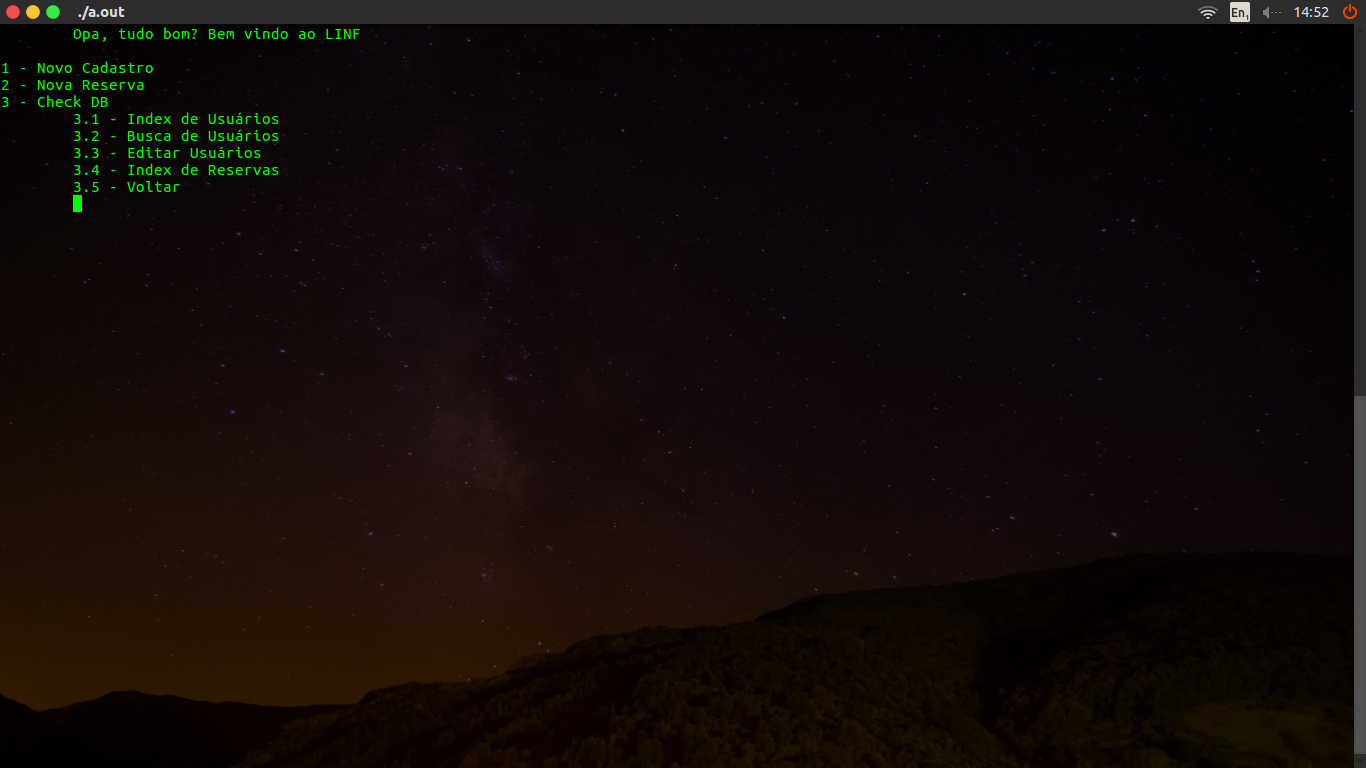 ./a.out
En1
14:52
Opa, tudo bom? Bem vindo ao LINF
1 - Novo Cadastro
2 - Nova Reserva
3 - Check DB
3.1 - Index de Usuários
3.2 - Busca de Usuários
3.3 - Editar Usuários
3.4 - Index de Reservas
3.5 - Voltar